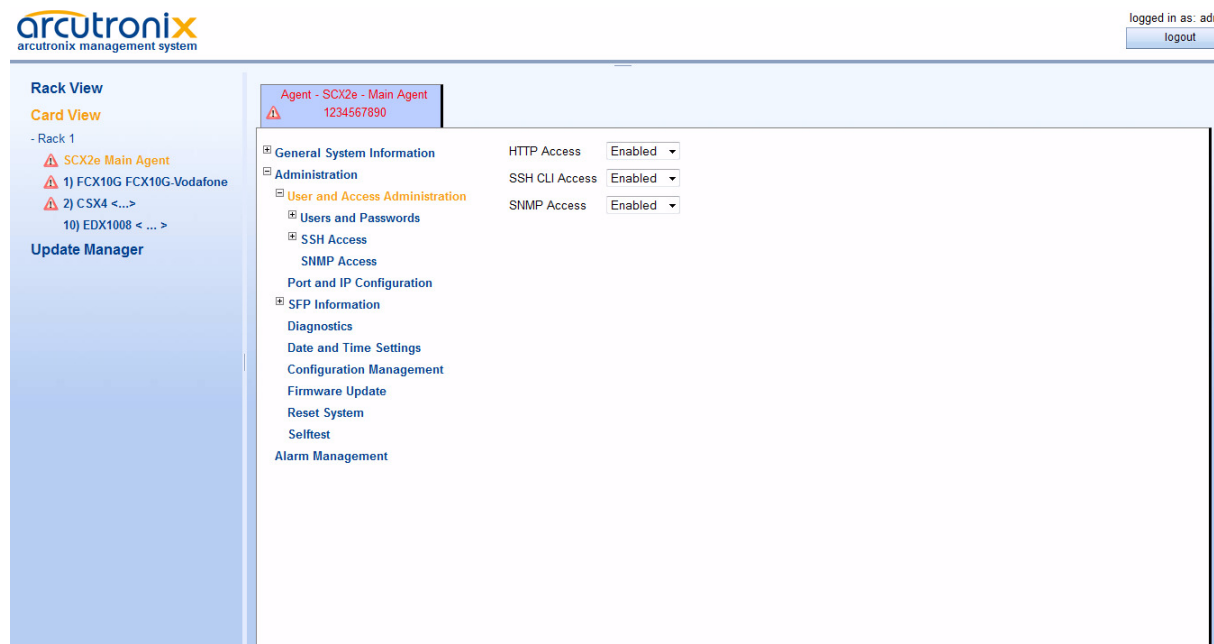 arcutronix
arcutronix management system
logged in as: ad
logout
Rack View
Card View
- Rack 1
SCX2e Main Agent
1) FCX10G FCX10G-Vodafone
2) CSX4 <...>
10) EDX1008 < ... >
Update Manager
Agent - SCX2e - Main Agent
1234567890
General System Information
Administration
User and Access Administration
Users and Passwords
SSH Access
SNMP Access
Port and IP Configuration
SFP Information
Diagnostics
Date and Time Settings
Configuration Management
Firmware Update
Reset System
Selftest
Alarm Management
HTTP Access Enabled
SSH CLI Access Enabled
SNMP Access Enabled